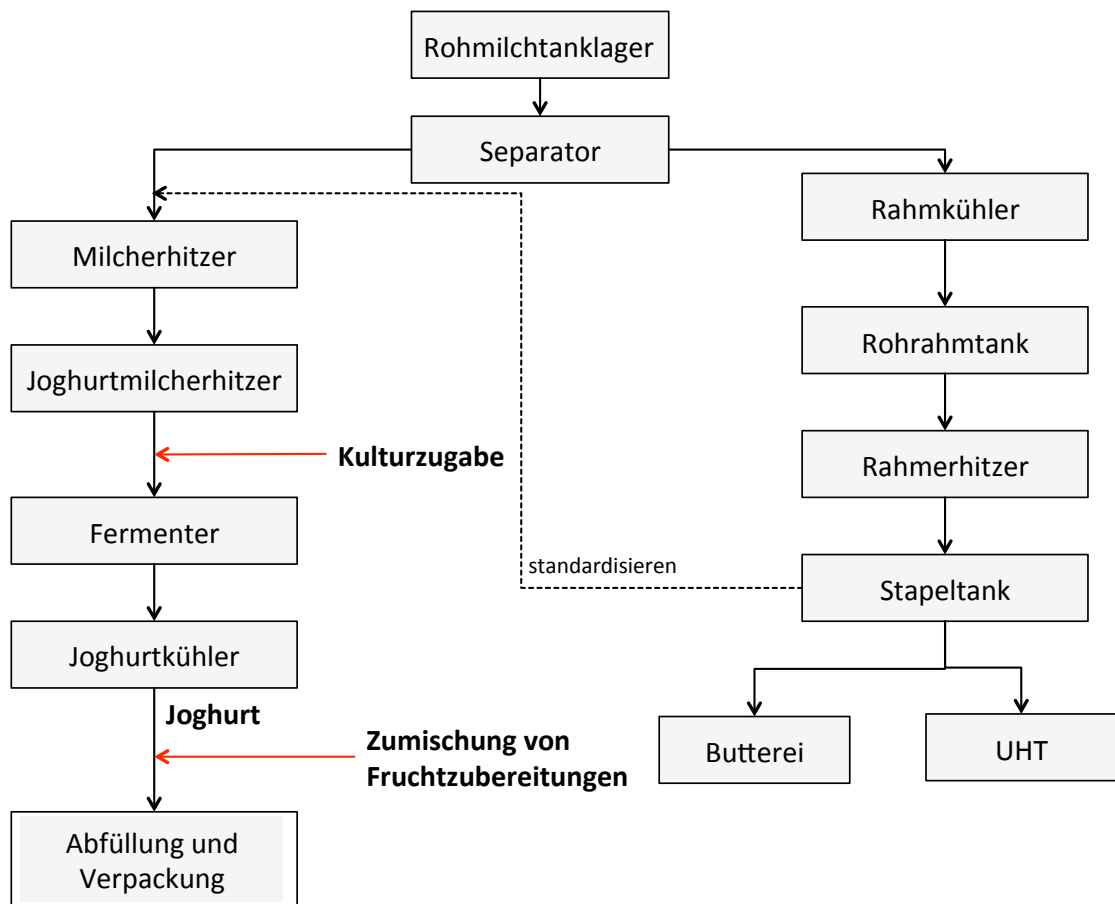 Rohmilchtanklager
Separator
Rahmkühler
Milcherhitzer
Rohrahmtank
Joghurtmilcherhitzer
Kulturzugabe
Rahmerhitzer
Fermenter
standardisieren
Stapeltank
Joghurtkühler
Joghurt
Zumischung von
Fruchtzubereitungen
Butterei
UHT
Abfüllung und
Verpackung